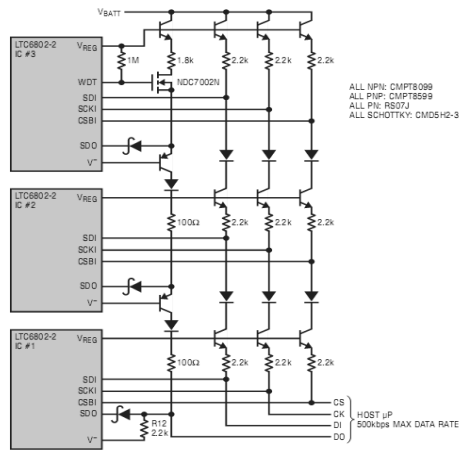 VBATT
LTC6802-2
IC #3
VREG
1M
WDT
1.8k
2.2k
2.2k
2.2k
NDC7002N
SDI
SCKI
CSBI
SDO
V−
ALL NPN: CMPT8099
ALL PNP: CMPT8599
ALL PN: RS07J
ALL SCHOTTKY: CMD5H2-3
LTC6802-2
IC #2
VREG
100Ω
2.2k
2.2k
2.2k
SDI
SCKI
CSBI
SDO
V−
LTC6802-2
IC #1
VREG
100Ω
2.2k
2.2k
2.2k
SDI
SCKI
CSBI
SDO
R12
2.2k
V−
CS
CK
DI
DO
HOST µP
500kbps MAX DATA RATE